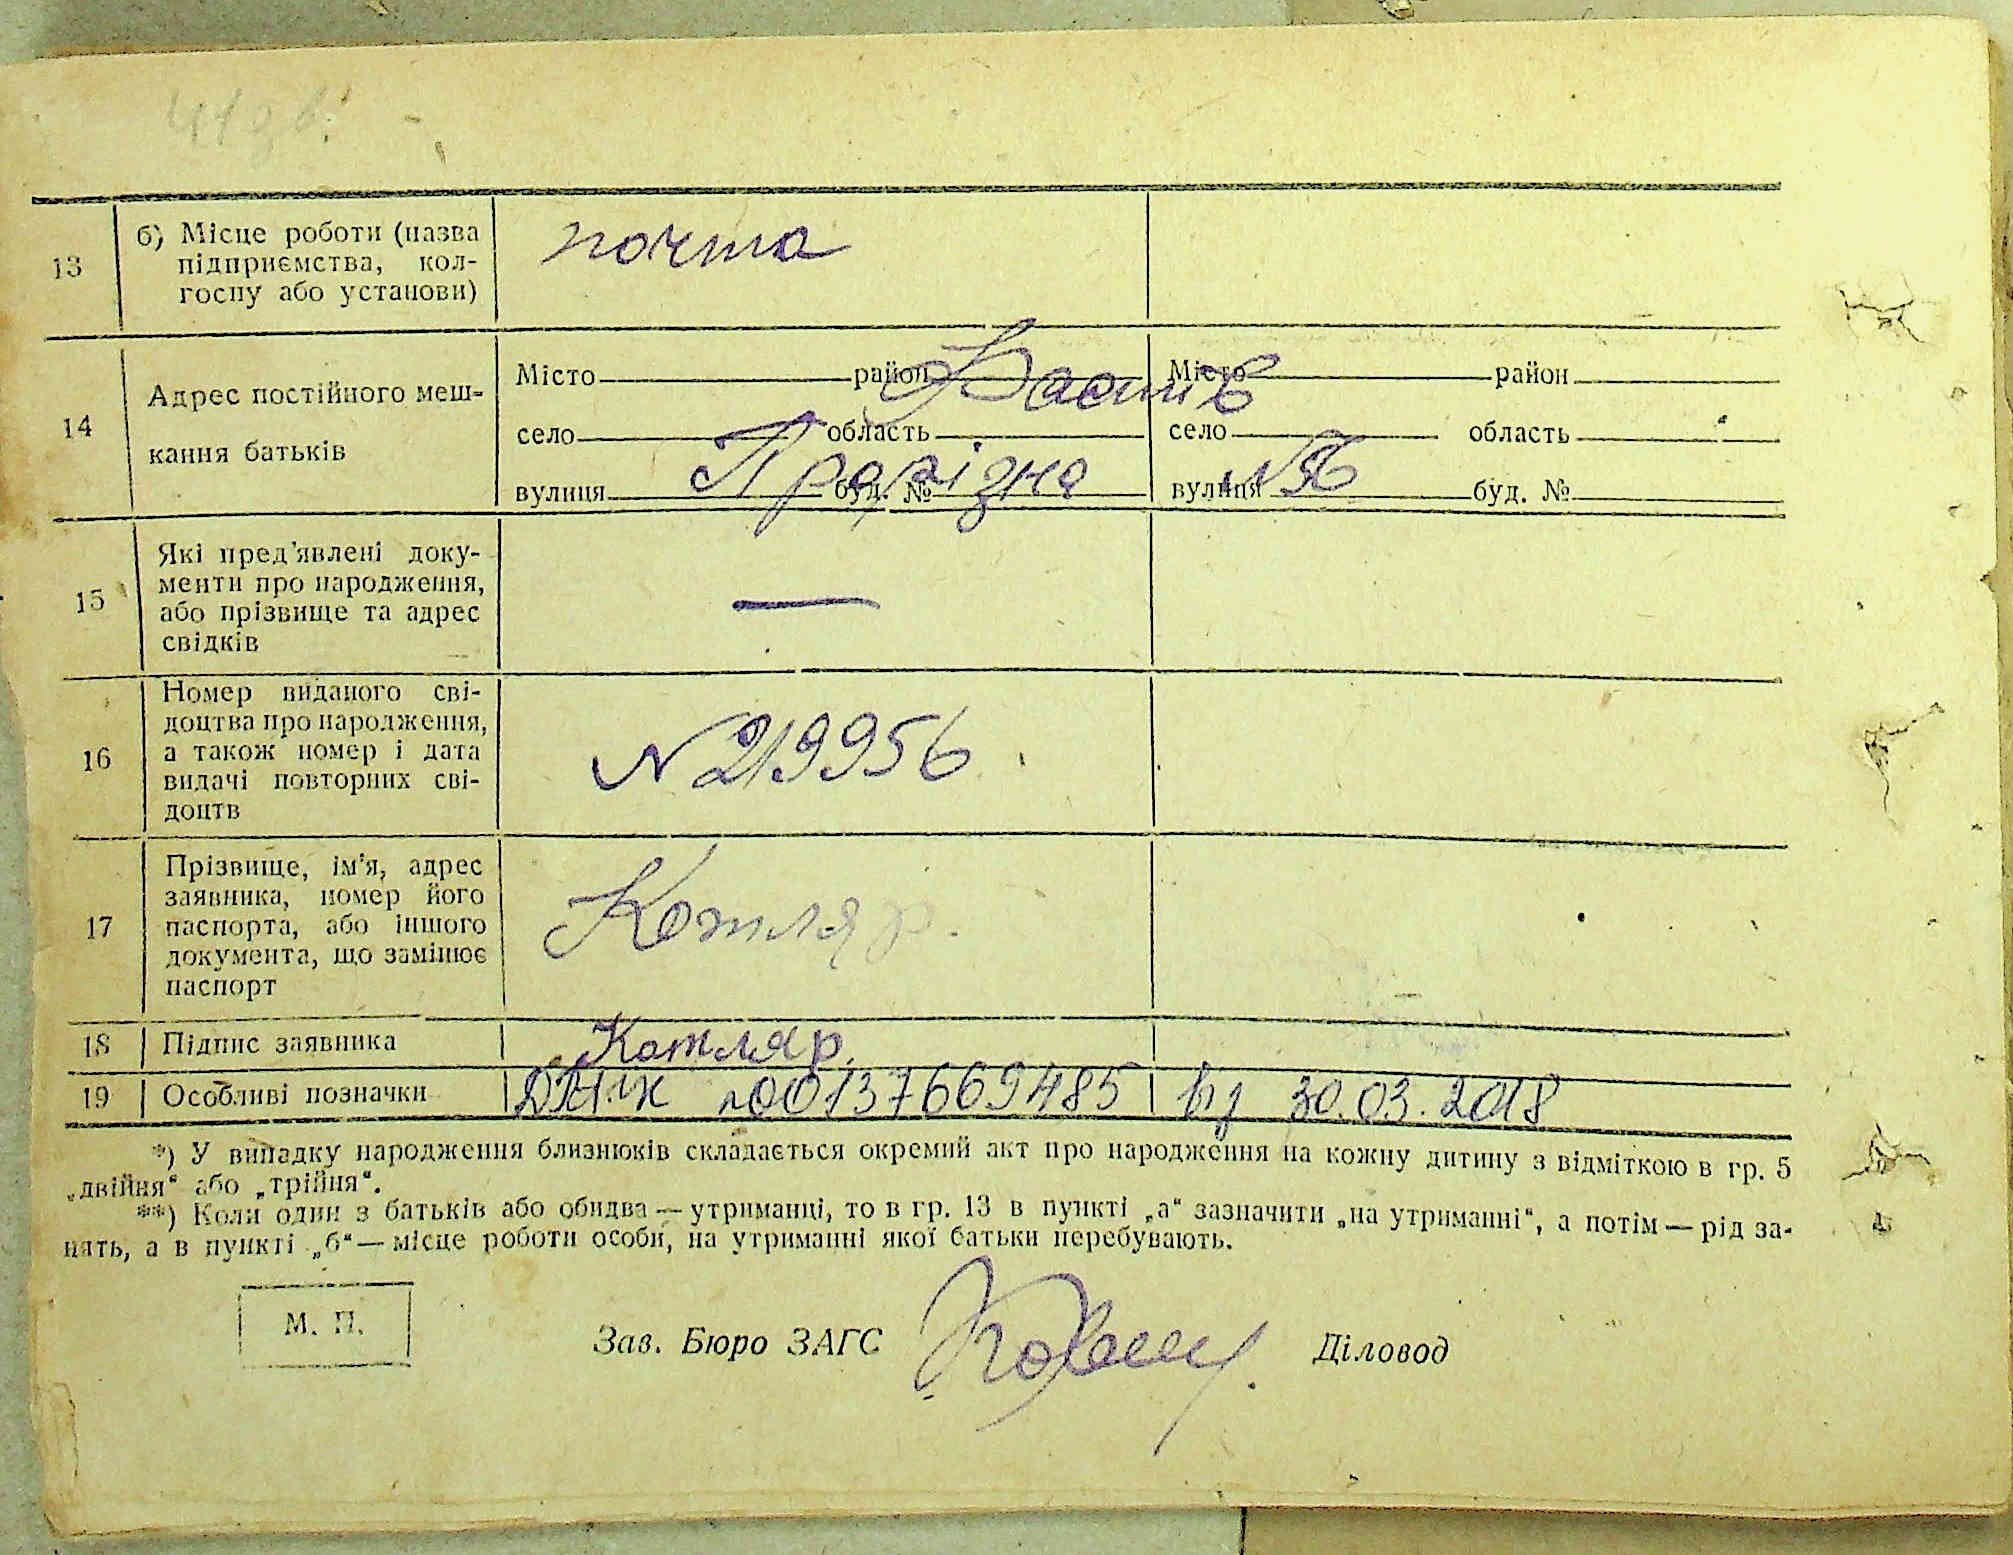 13
б) Місце роботи (назва
підприємства, кол-
госпу або установи)
почта
14
Адрес постійного меш-
кання батьків
Місто район Місто район
Фастів
село область село область
Прорізна
вулиця буд. № вулиця буд. №
15
Які пред'явлені доку-
менти про народження,
або прізвище та адрес
свідків
—
16
Номер виданого сві-
доцтва про народження,
а також номер і дата
видачі повторних сві-
доцтв
N 219956
17
Прізвище, ім'я, адрес
заявника, номер його
паспорта, або іншого
документа, що замінює
паспорт
Котляр.
18 Підпис заявника Котляр
19 Особливі позначки 00137669485 від 30.03.2018
*) У випадку народження близнюків складається окремий акт про народження на кожну дитину з відміткою в гр. 5
„двійня“ або „трійня“.
**) Коли один з батьків або обидва — утриманці, то в гр. 13 в пункті „а“ зазначити „на утриманні“, а потім — рід за-
нять, а в пункті „б“ — місце роботи особи, на утриманні якої батьки перебувають.
М. П.
Зав. Бюро ЗАГС Діловод